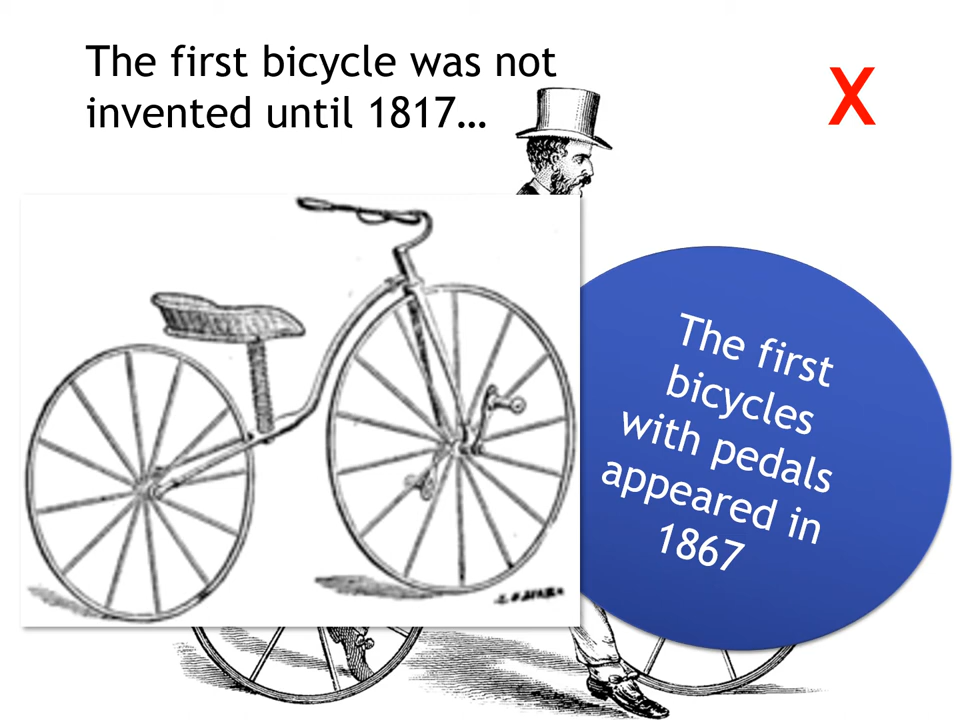 The first bicycle was not
invented until 1817…
X
The first
bicycles
with pedals
appeared in
1867